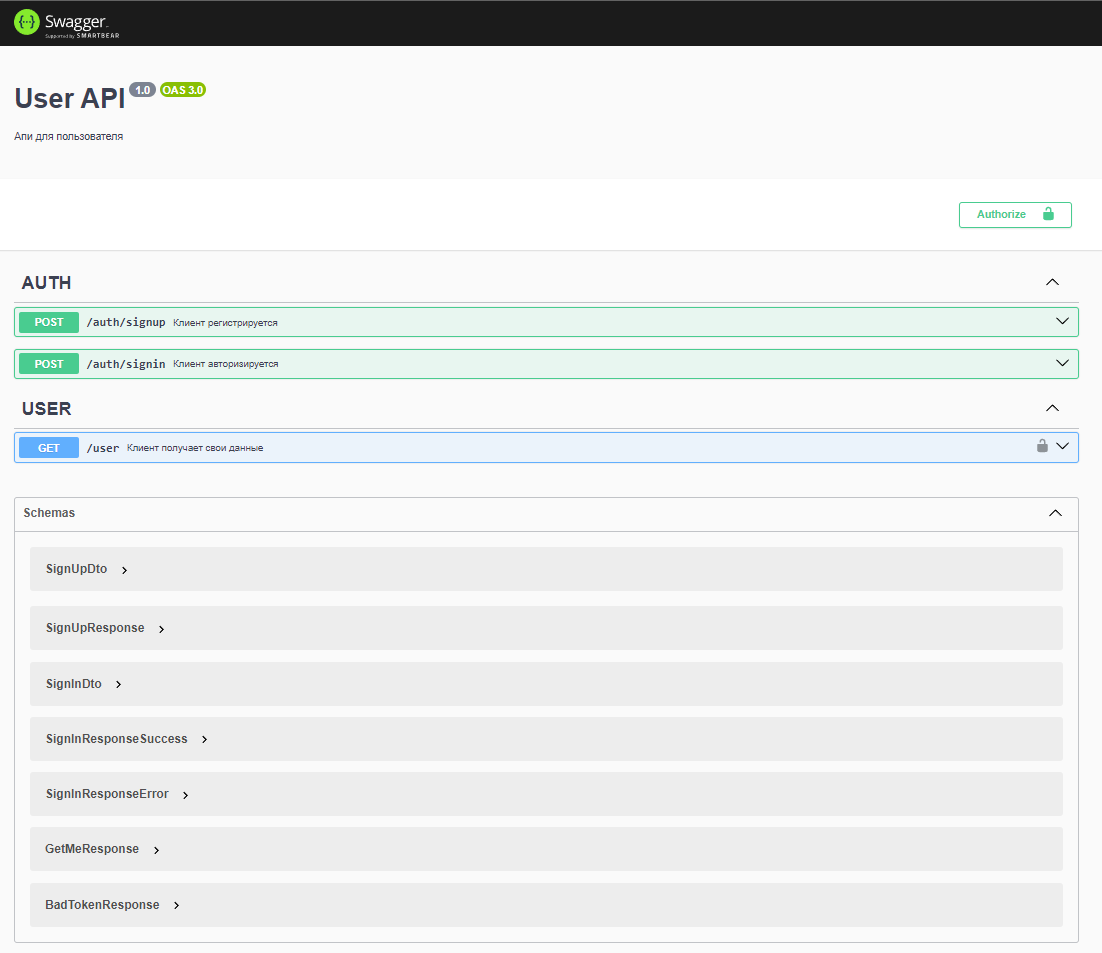 Swagger
Supported by SMARTBEAR
User API 1.0 OAS 3.0
Апи для пользователя
Authorize
AUTH
POST /auth/signup Клиент регистрируется
POST /auth/signin Клиент авторизируется
USER
GET /user Клиент получает свои данные
Schemas
SignUpDto
SignUpResponse
SignInDto
SignInResponseSuccess
SignInResponseError
GetMeResponse
BadTokenResponse